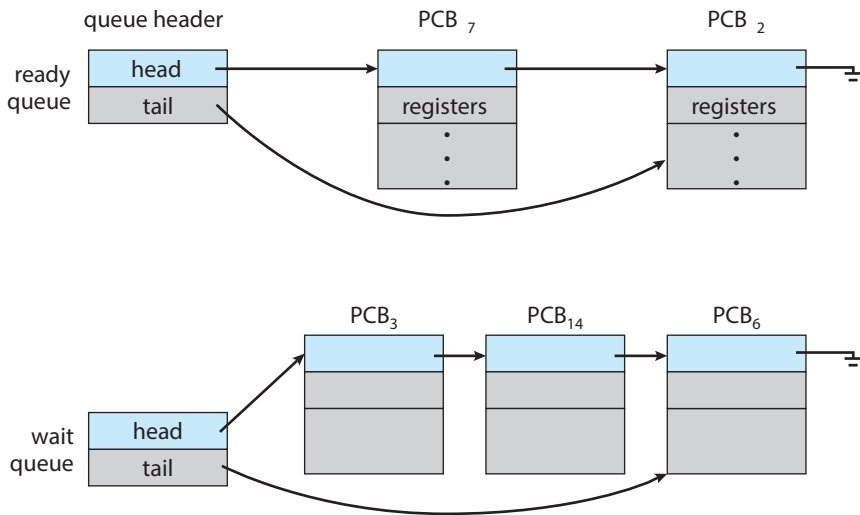 queue header
PCB 7
PCB 2
ready
queue
head
tail
registers
registers
PCB3
PCB14
PCB6
wait
queue
head
tail